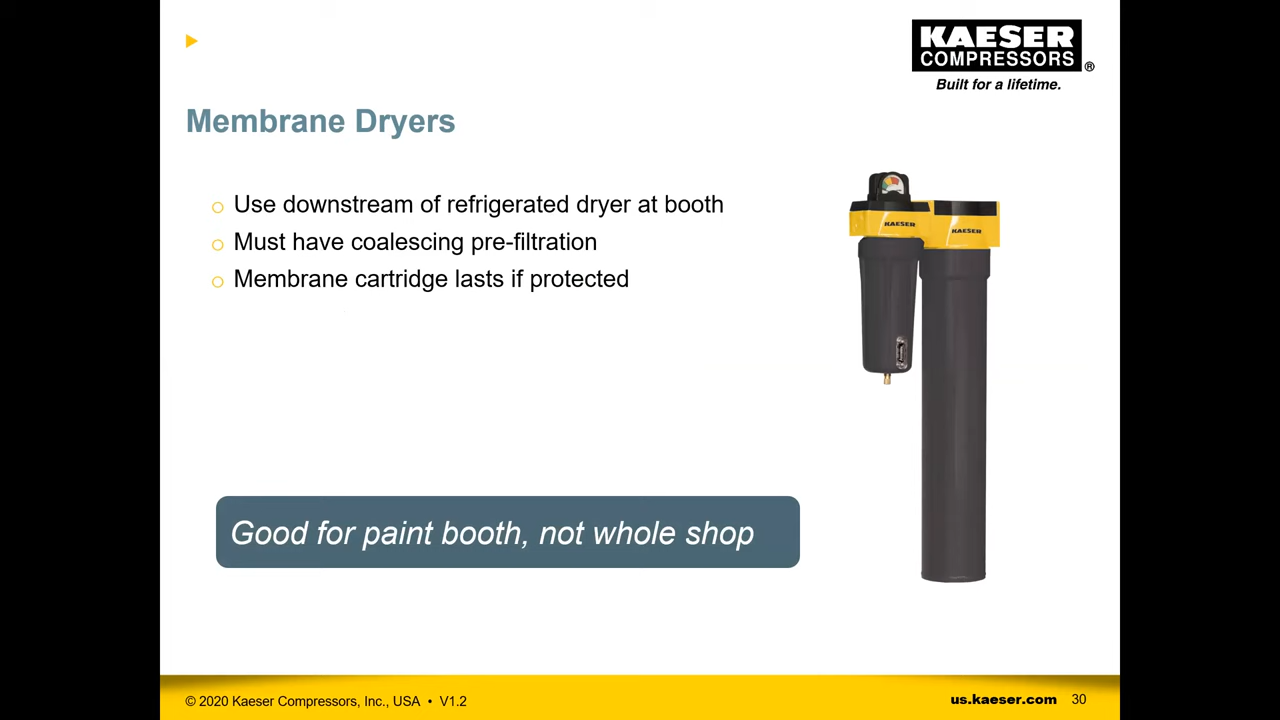 KAESER
COMPRESSORS
®
Built for a lifetime.
Membrane Dryers
Use downstream of refrigerated dryer at booth
Must have coalescing pre-filtration
Membrane cartridge lasts if protected
KAESER
KAESER
Good for paint booth, not whole shop
© 2020 Kaeser Compressors, Inc., USA • V1.2
us.kaeser.com 30